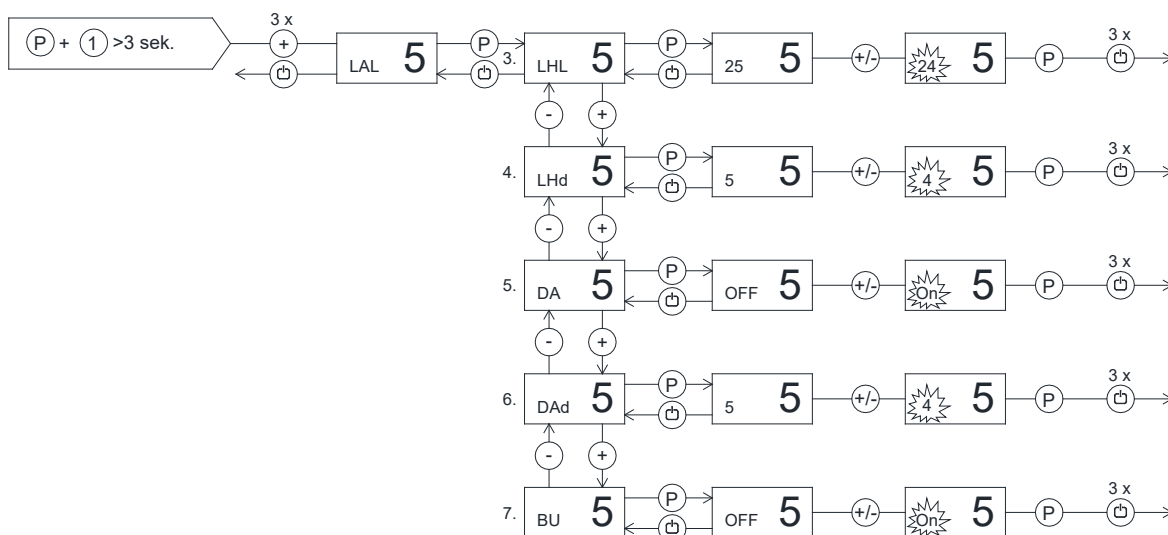 3 x
P + 1 >3 sek. + LAL 5 P 3. LHL 5 P 25 5 +/- 24 5 P 3 x
- +
4. LHd 5 P 5 5 +/- 4 5 P 3 x
- +
5. DA 5 P OFF 5 +/- On 5 P 3 x
- +
6. DAd 5 P 5 5 +/- 4 5 P 3 x
- +
7. BU 5 P OFF 5 +/- On 5 P 3 x